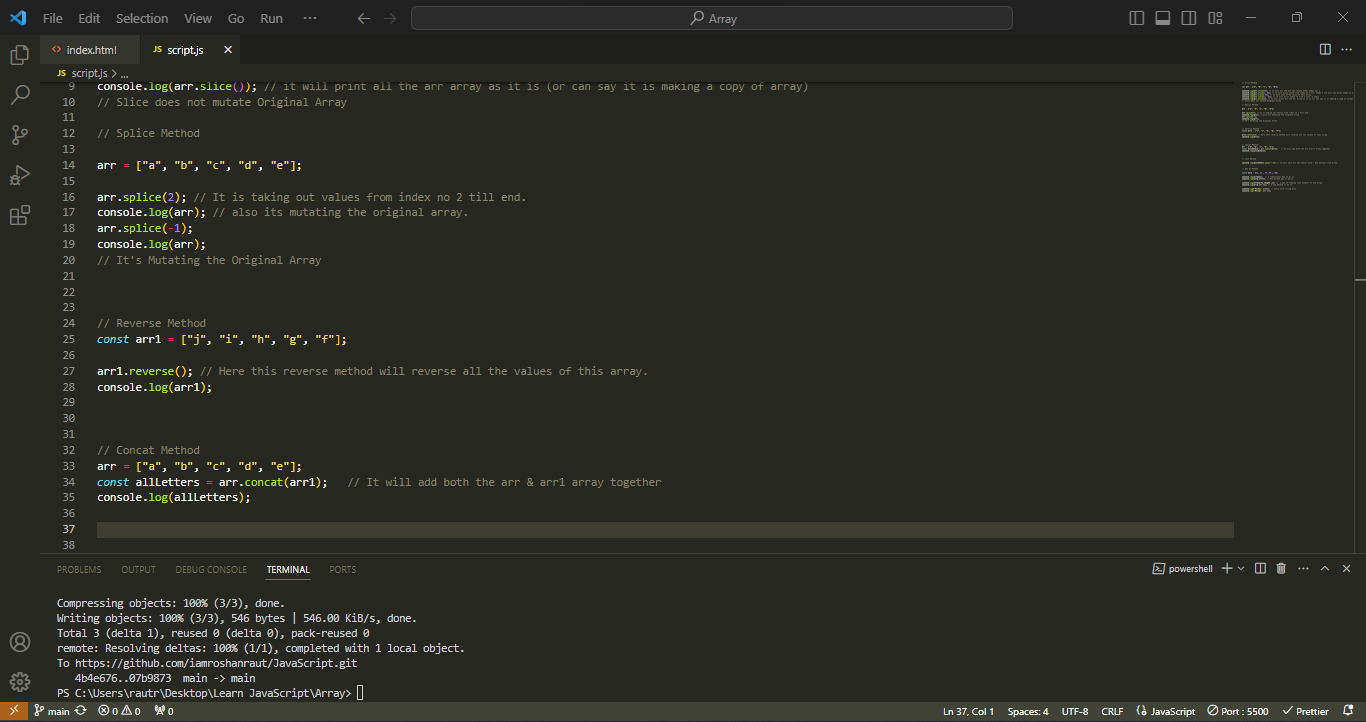 File Edit Selection View Go Run ··· Array
index.html JS script.js
JS script.js > ...
9 console.log(arr.slice()); // it will print all the arr array as it is (or can say it is making a copy of array)
10 // Slice does not mutate Original Array
11
12 // Splice Method
13
14 arr = ["a", "b", "c", "d", "e"];
15
16 arr.splice(2); // It is taking out values from index no 2 till end.
17 console.log(arr); // also its mutating the original array.
18 arr.splice(-1);
19 console.log(arr);
20 // It's Mutating the Original Array
21
22
23
24 // Reverse Method
25 const arr1 = ["j", "i", "h", "g", "f"];
26
27 arr1.reverse(); // Here this reverse method will reverse all the values of this array.
28 console.log(arr1);
29
30
31
32 // Concat Method
33 arr = ["a", "b", "c", "d", "e"];
34 const allLetters = arr.concat(arr1); // It will add both the arr & arr1 array together
35 console.log(allLetters);
36
37
38
PROBLEMS OUTPUT DEBUG CONSOLE TERMINAL PORTS powershell
Compressing objects: 100% (3/3), done.
Writing objects: 100% (3/3), 546 bytes | 546.00 KiB/s, done.
Total 3 (delta 1), reused 0 (delta 0), pack-reused 0
remote: Resolving deltas: 100% (1/1), completed with 1 local object.
To https://github.com/iamroshanraut/JavaScript.git
4b4e676..07b9873 main -> main
PS C:\Users\rautr\Desktop\Learn JavaScript\Array>
main 0 0 0 Ln 37, Col 1 Spaces: 4 UTF-8 CRLF JavaScript Port : 5500 Prettier